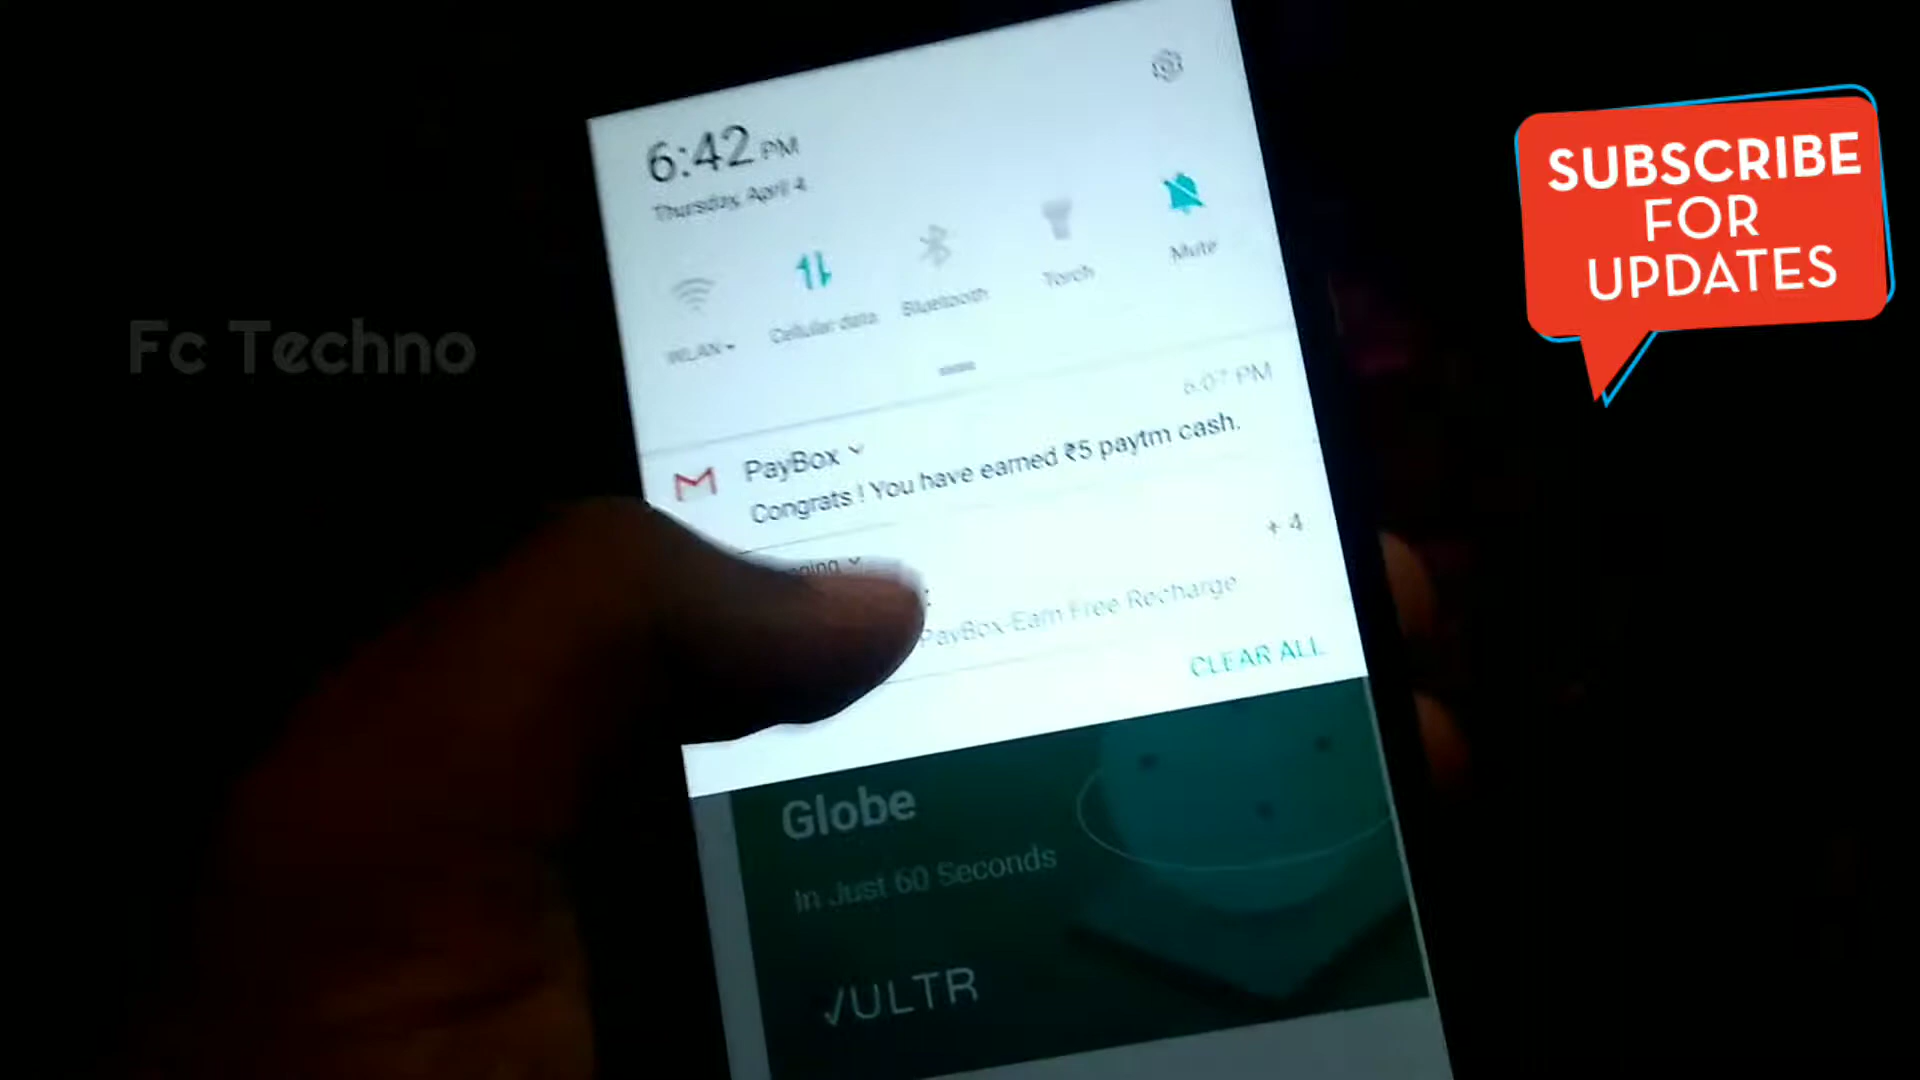 6:42 PM
Thursday, April 4
WLAN
Cellular data
Bluetooth
Torch
Mute
6:07 PM
PayBox
Congrats ! You have earned ₹5 paytm cash.
+ 4
PayBox-Earn Free Recharge
CLEAR ALL
Globe
In Just 60 Seconds
VULTR
Fc Techno
SUBSCRIBE
FOR
UPDATES